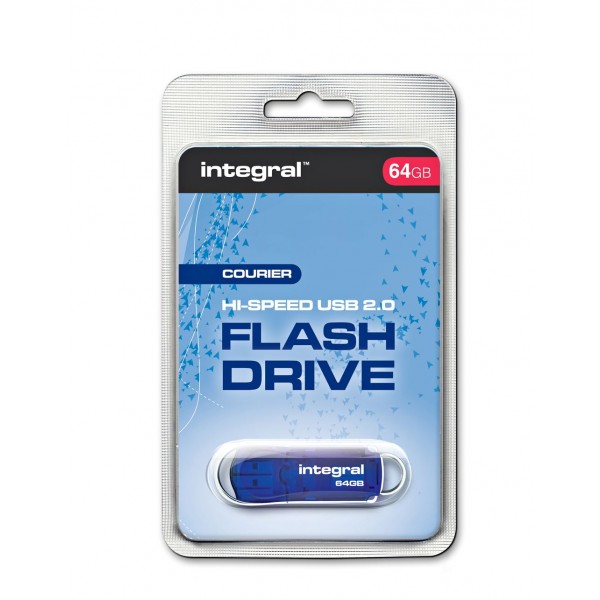 integral™
64GB
COURIER
HI-SPEED USB 2.0
FLASH
DRIVE
integral
64GB